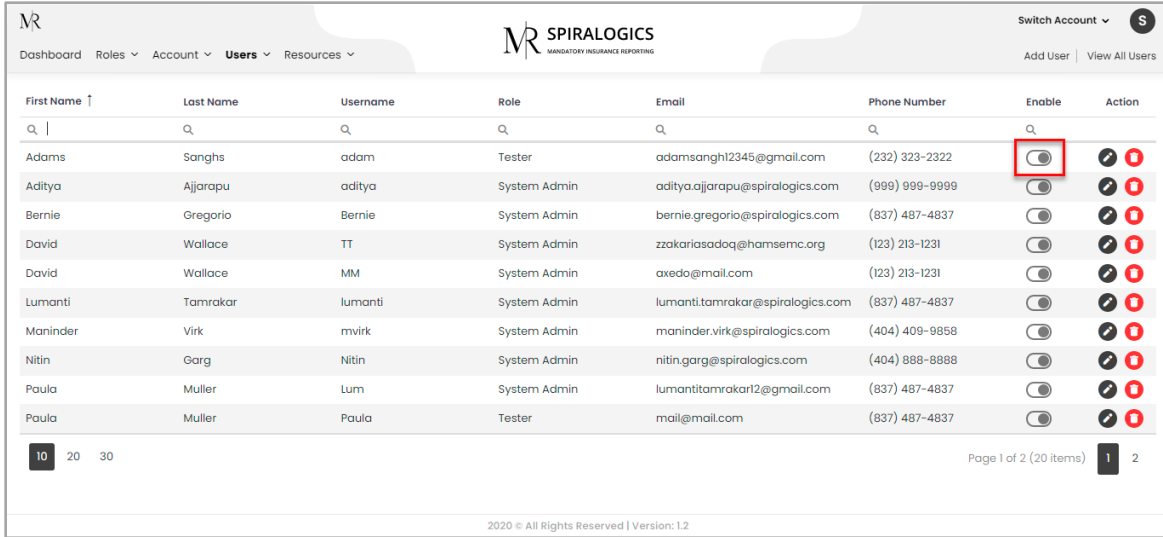 MR
SPIRALOGICS
MANDATORY INSURANCE REPORTING
Switch Account
S
Dashboard Roles Account Users Resources
Add User | View All Users
First Name ↑ Last Name Username Role Email Phone Number Enable Action
Adams Sanghs adam Tester adamsangh12345@gmail.com (232) 323-2322
Aditya Ajjarapu aditya System Admin aditya.ajjarapu@spiralogics.com (999) 999-9999
Bernie Gregorio Bernie System Admin bernie.gregorio@spiralogics.com (837) 487-4837
David Wallace TT System Admin zzakariasadoq@hamsemc.org (123) 213-1231
David Wallace MM System Admin axedo@mail.com (123) 213-1231
Lumanti Tamrakar lumanti System Admin lumanti.tamrakar@spiralogics.com (837) 487-4837
Maninder Virk mvirk System Admin maninder.virk@spiralogics.com (404) 409-9858
Nitin Garg Nitin System Admin nitin.garg@spiralogics.com (404) 888-8888
Paula Muller Lum System Admin lumantitamrakar12@gmail.com (837) 487-4837
Paula Muller Paula Tester mail@mail.com (837) 487-4837
10 20 30 Page 1 of 2 (20 items) 1 2
2020 © All Rights Reserved | Version: 1.2